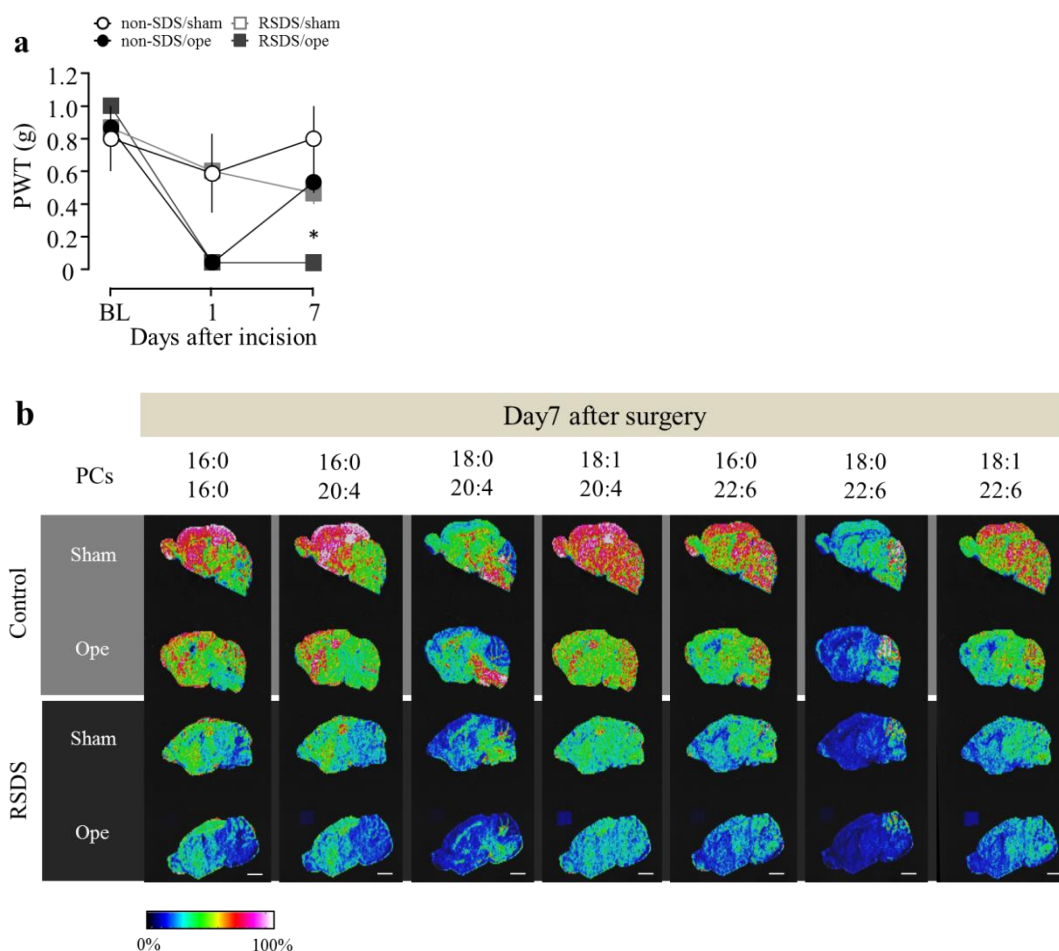 non-SDS/sham RSDS/sham
a
non-SDS/ope RSDS/ope
1.2
1.0
0.8
0.6
0.4
0.2
0
PWT (g)
*
BL 1 7
Days after incision
b
Day7 after surgery
PCs
16:0 16:0 18:0 18:1 16:0 18:0 18:1
16:0 20:4 20:4 20:4 22:6 22:6 22:6
Control
Sham
Ope
RSDS
Sham
Ope
0% 100%